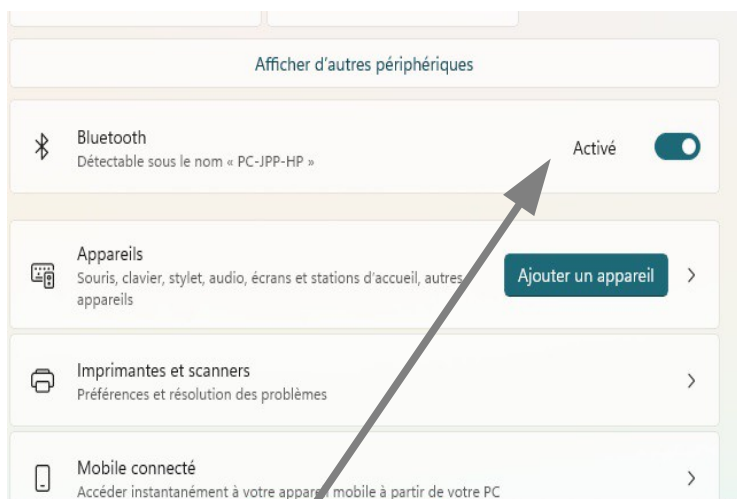 Afficher d'autres périphériques
Bluetooth
Détectable sous le nom « PC-JPP-HP »
Activé
Appareils
Souris, clavier, stylet, audio, écrans et stations d'accueil, autres
appareils
Ajouter un appareil
Imprimantes et scanners
Préférences et résolution des problèmes
Mobile connecté
Accéder instantanément à votre appareil mobile à partir de votre PC